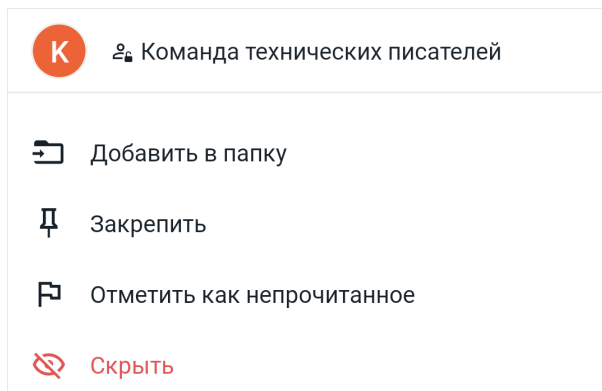 К
Команда технических писателей
Добавить в папку
Закрепить
Отметить как непрочитанное
Скрыть